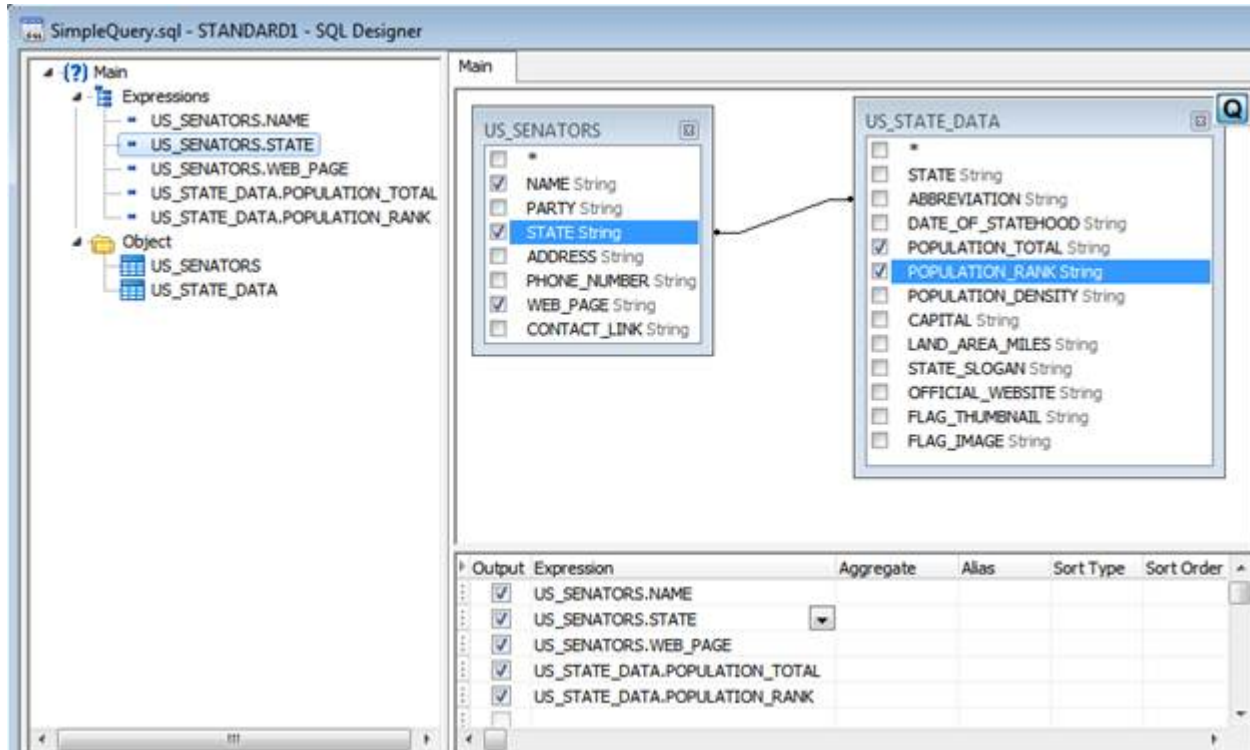 SimpleQuery.sql - STANDARD1 - SQL Designer
(?) Main
Expressions
US_SENATORS.NAME
US_SENATORS.STATE
US_SENATORS.WEB_PAGE
US_STATE_DATA.POPULATION_TOTAL
US_STATE_DATA.POPULATION_RANK
Object
US_SENATORS
US_STATE_DATA
Main
US_SENATORS
*
NAME String
PARTY String
STATE String
ADDRESS String
PHONE_NUMBER String
WEB_PAGE String
CONTACT_LINK String
US_STATE_DATA
Q
*
STATE String
ABBREVIATION String
DATE_OF_STATEHOOD String
POPULATION_TOTAL String
POPULATION_RANK String
POPULATION_DENSITY String
CAPITAL String
LAND_AREA_MILES String
STATE_SLOGAN String
OFFICIAL_WEBSITE String
FLAG_THUMBNAIL String
FLAG_IMAGE String
Output Expression Aggregate Alias Sort Type Sort Order
US_SENATORS.NAME
US_SENATORS.STATE
US_SENATORS.WEB_PAGE
US_STATE_DATA.POPULATION_TOTAL
US_STATE_DATA.POPULATION_RANK